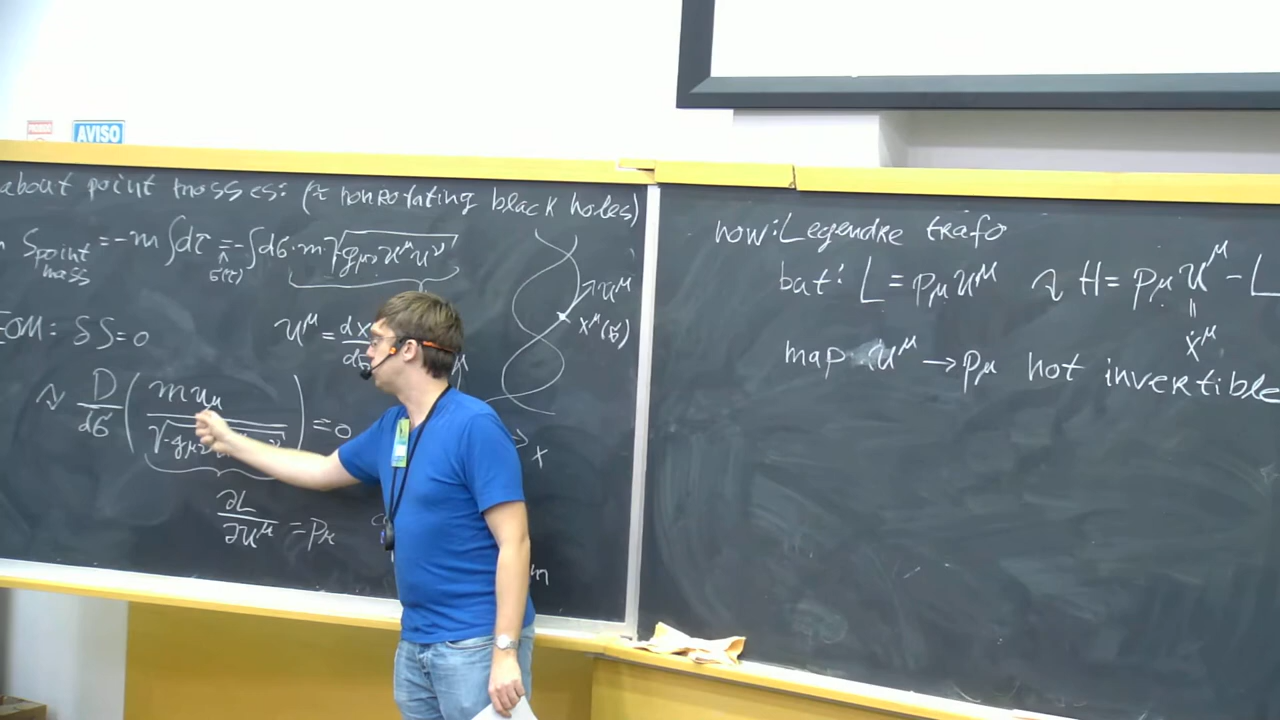 AVISO
about point masses: (≈ nonrotating black holes)
S_point mass = -m ∫dτ = -∫dσ · m √-g_μν u^μ u^ν
σ(τ)
EOM: δS=0
u^μ = dx
⇝ D/dσ ( m u_μ / √-g_μν ) = 0
∂L/∂u^μ = p_μ
u^μ
x^μ(σ)
x
now: Legendre trafo
but: L = p_μ u^μ ⇝ H = p_μ u^μ - L
= ẋ^μ
map u^μ → p_μ not invertible